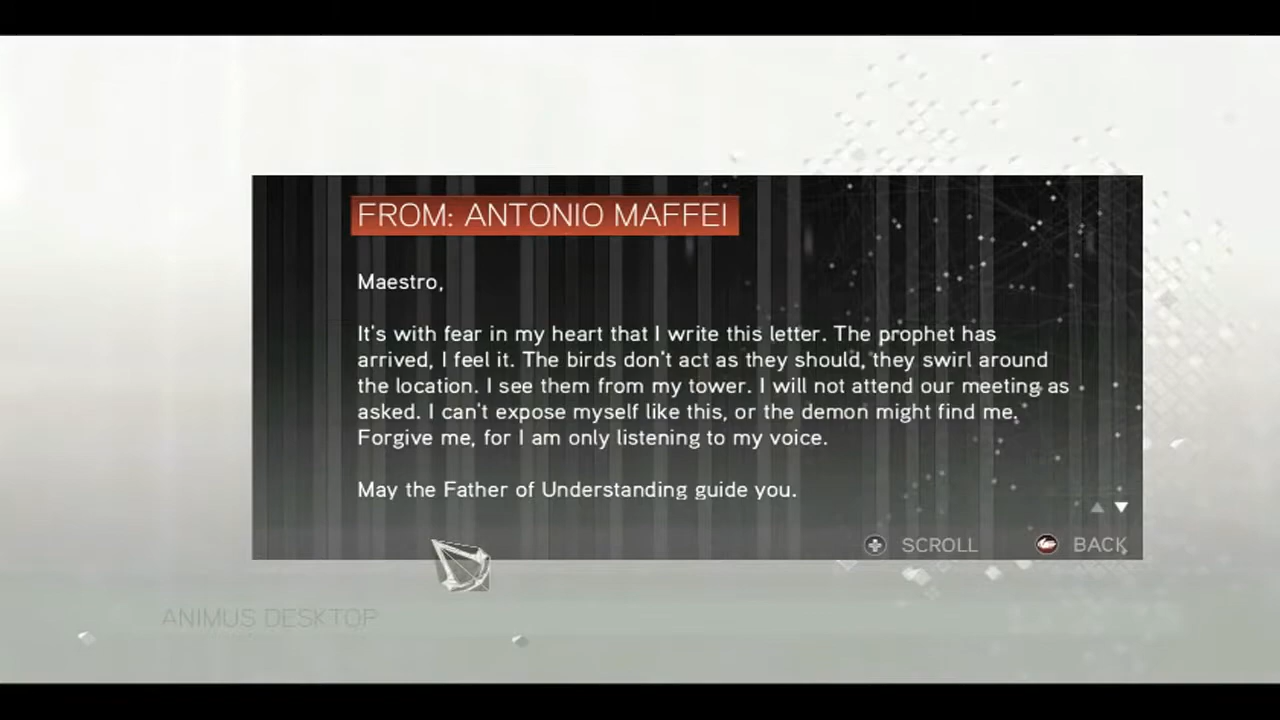 FROM: ANTONIO MAFFEI
Maestro,
It's with fear in my heart that I write this letter. The prophet has
arrived, I feel it. The birds don't act as they should, they swirl around
the location. I see them from my tower. I will not attend our meeting as
asked. I can't expose myself like this, or the demon might find me.
Forgive me, for I am only listening to my voice.
May the Father of Understanding guide you.
SCROLL BACK
ANIMUS DESKTOP